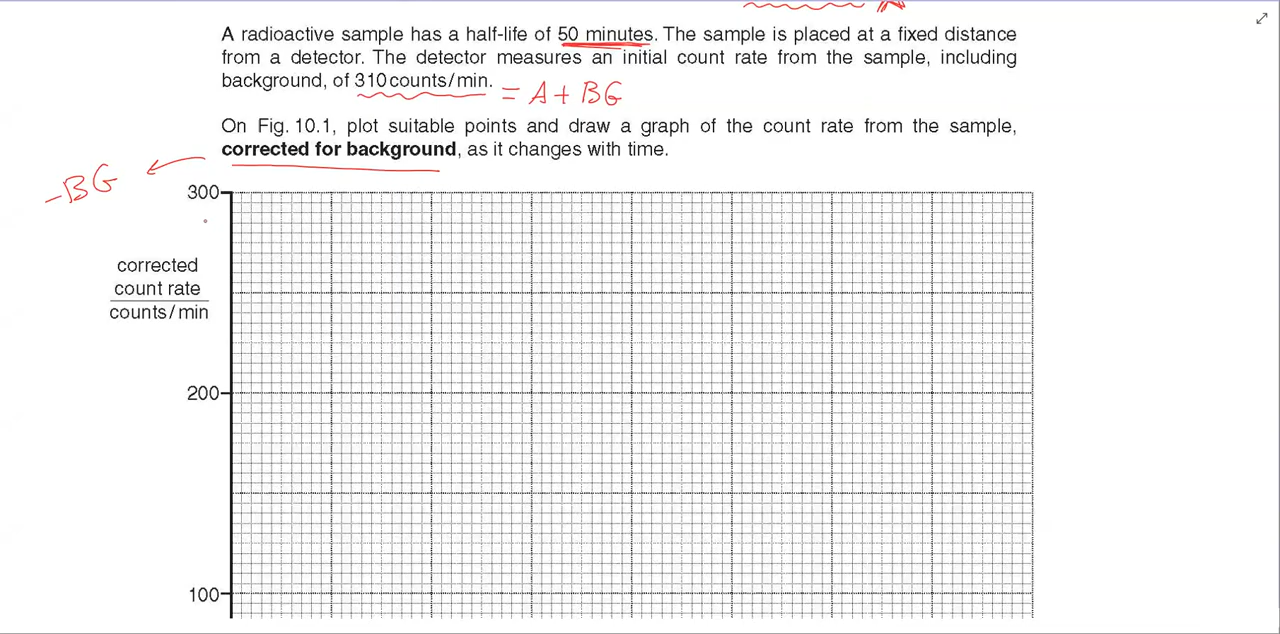 A radioactive sample has a half-life of 50 minutes. The sample is placed at a fixed distance
from a detector. The detector measures an initial count rate from the sample, including
background, of 310 counts/min.
= A + BG
On Fig. 10.1, plot suitable points and draw a graph of the count rate from the sample,
corrected for background, as it changes with time.
-BG
300
corrected
count rate
counts/min
200
100